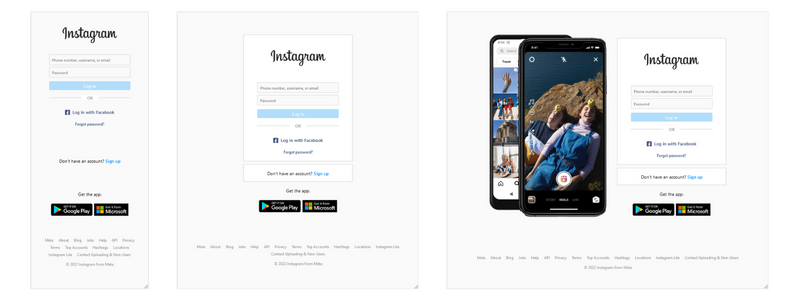 Instagram
Phone number, username, or email
Password
Log in
OR
Log in with Facebook
Forgot password?
Don't have an account? Sign up
Get the app.
GET IT ON
Google Play
Get it from
Microsoft
Meta About Blog Jobs Help API Privacy
Terms Top Accounts Hashtags Locations
Instagram Lite Contact Uploading & Non-Users
© 2022 Instagram from Meta
Instagram
Phone number, username, or email
Password
Log in
OR
Log in with Facebook
Forgot password?
Don't have an account? Sign up
Get the app.
GET IT ON
Google Play
Get it from
Microsoft
Meta About Blog Jobs Help API Privacy Terms Top Accounts Hashtags Locations Instagram Lite
Contact Uploading & Non-Users
© 2022 Instagram from Meta
Search
Travel
STORY REELS LIVE
Instagram
Phone number, username, or email
Password
Log in
OR
Log in with Facebook
Forgot password?
Don't have an account? Sign up
Get the app.
GET IT ON
Google Play
Get it from
Microsoft
Meta About Blog Jobs Help API Privacy Terms Top Accounts Hashtags Locations Instagram Lite Contact Uploading & Non-Users
© 2022 Instagram from Meta